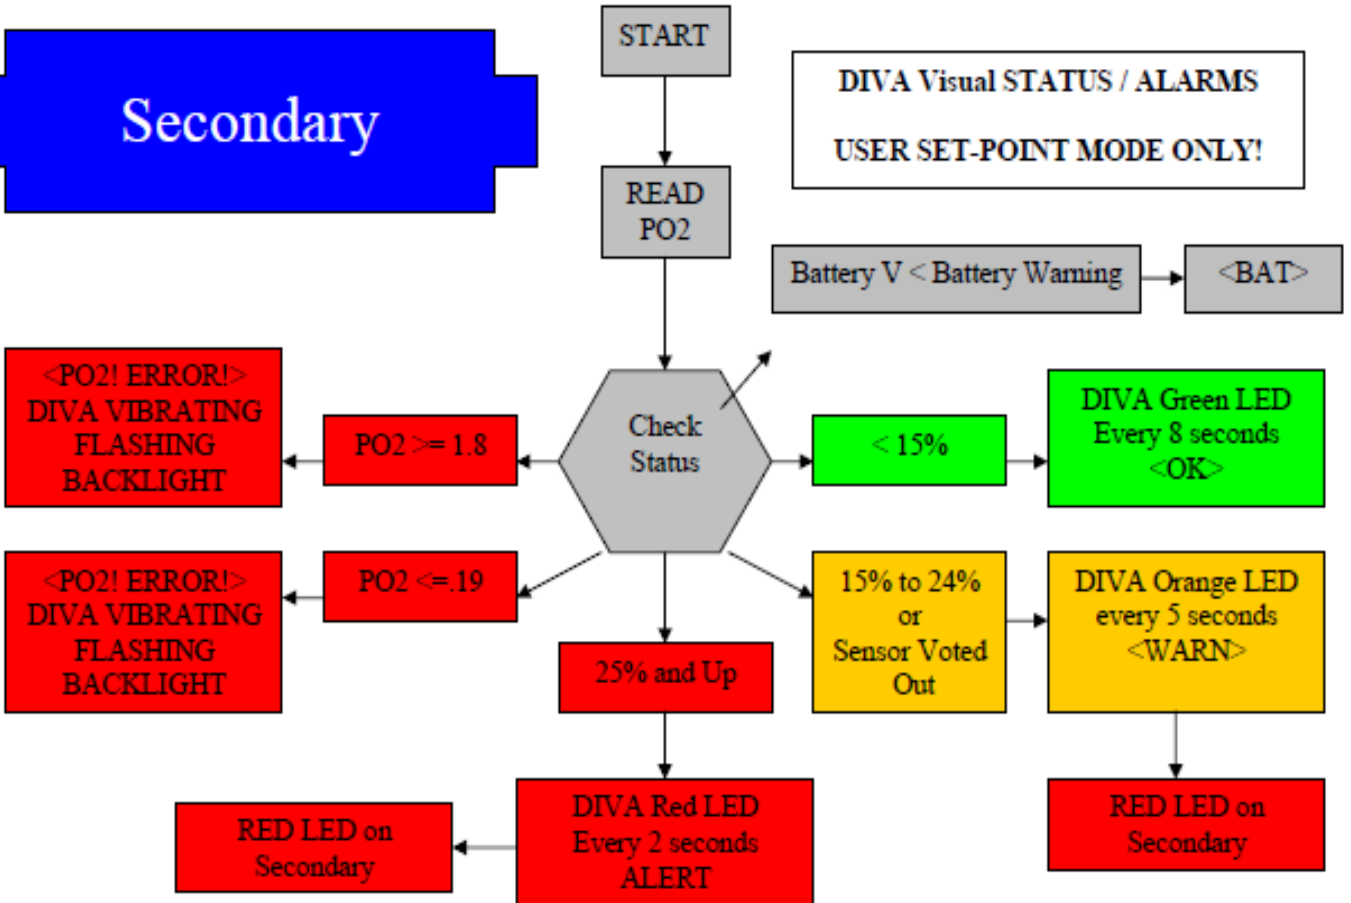 START
Secondary
DIVA Visual STATUS / ALARMS
USER SET-POINT MODE ONLY!
READ
PO2
Battery V < Battery Warning
<BAT>
<PO2! ERROR!>
DIVA VIBRATING
FLASHING
BACKLIGHT
PO2 >= 1.8
Check
Status
< 15%
DIVA Green LED
Every 8 seconds
<OK>
<PO2! ERROR!>
DIVA VIBRATING
FLASHING
BACKLIGHT
PO2 <=.19
25% and Up
15% to 24%
or
Sensor Voted
Out
DIVA Orange LED
every 5 seconds
<WARN>
RED LED on
Secondary
DIVA Red LED
Every 2 seconds
ALERT
RED LED on
Secondary